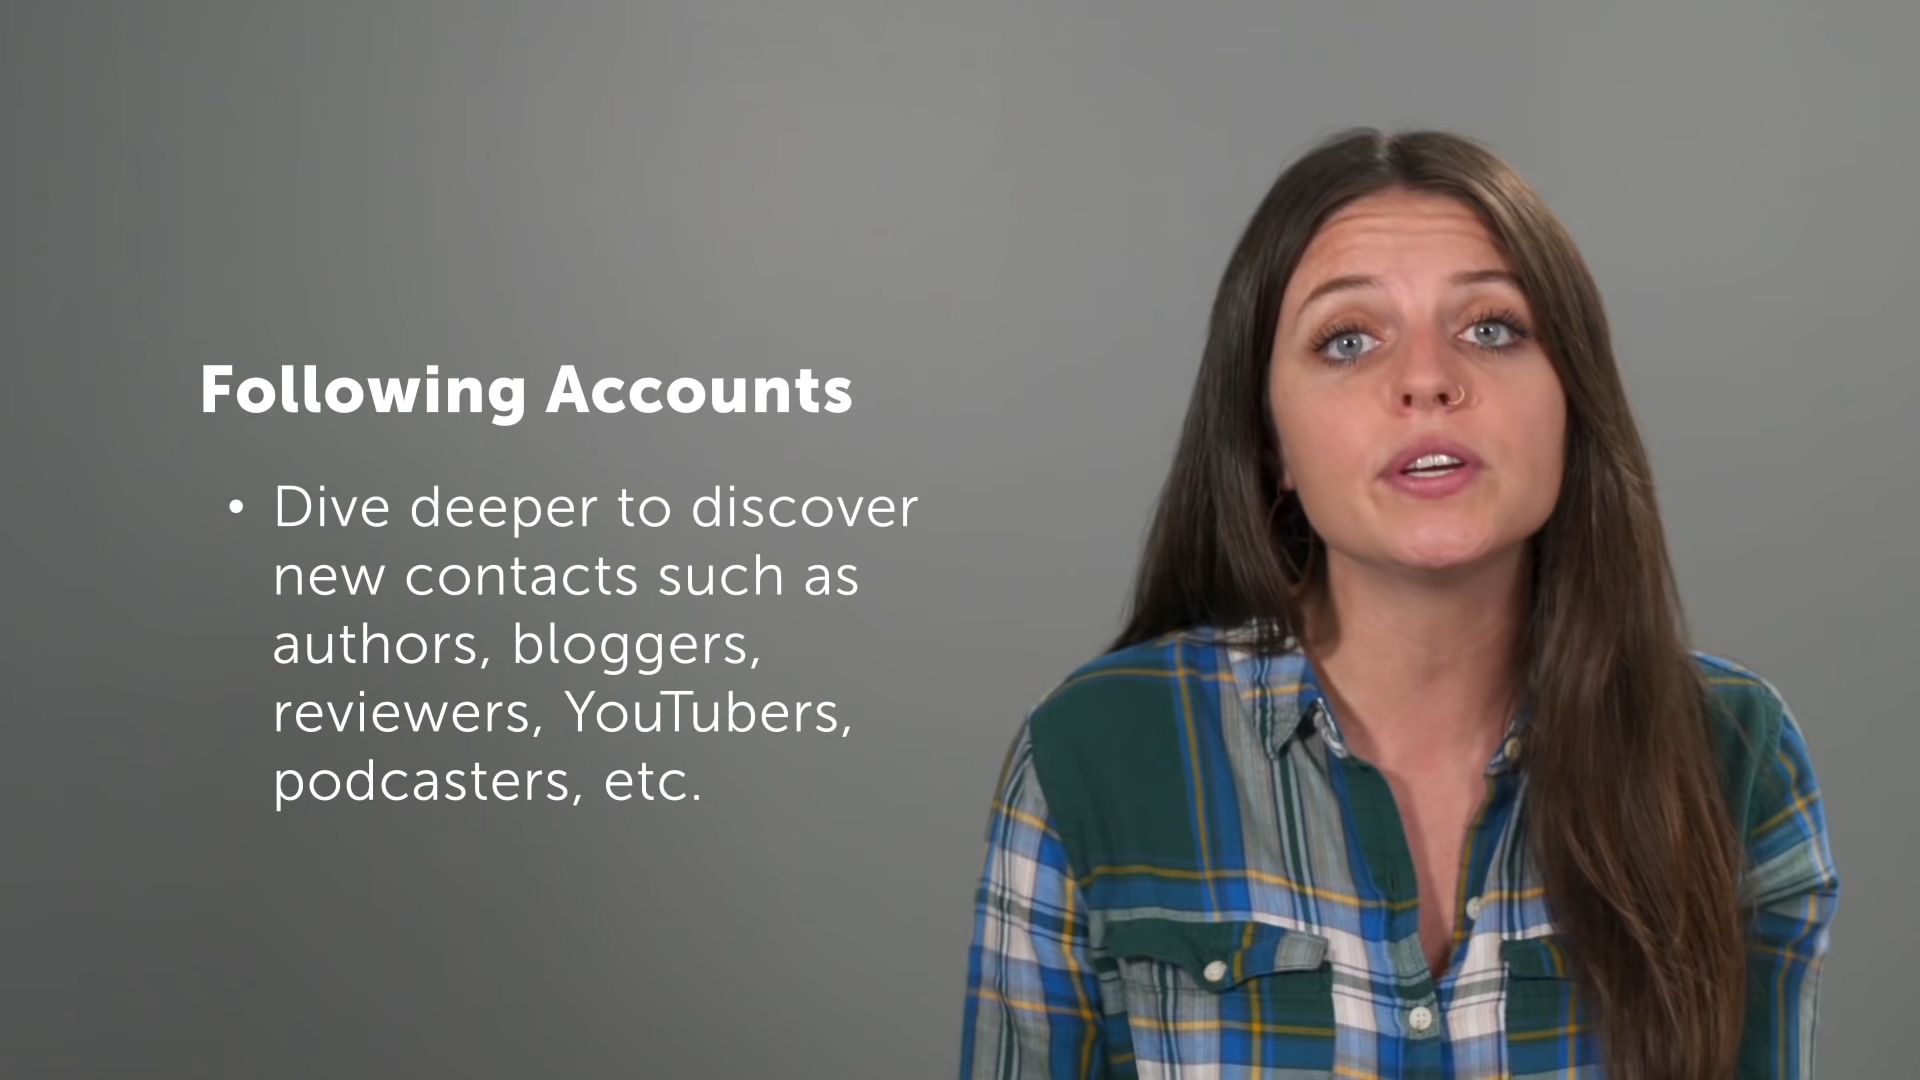 Following Accounts
• Dive deeper to discover
new contacts such as
authors, bloggers,
reviewers, YouTubers,
podcasters, etc.